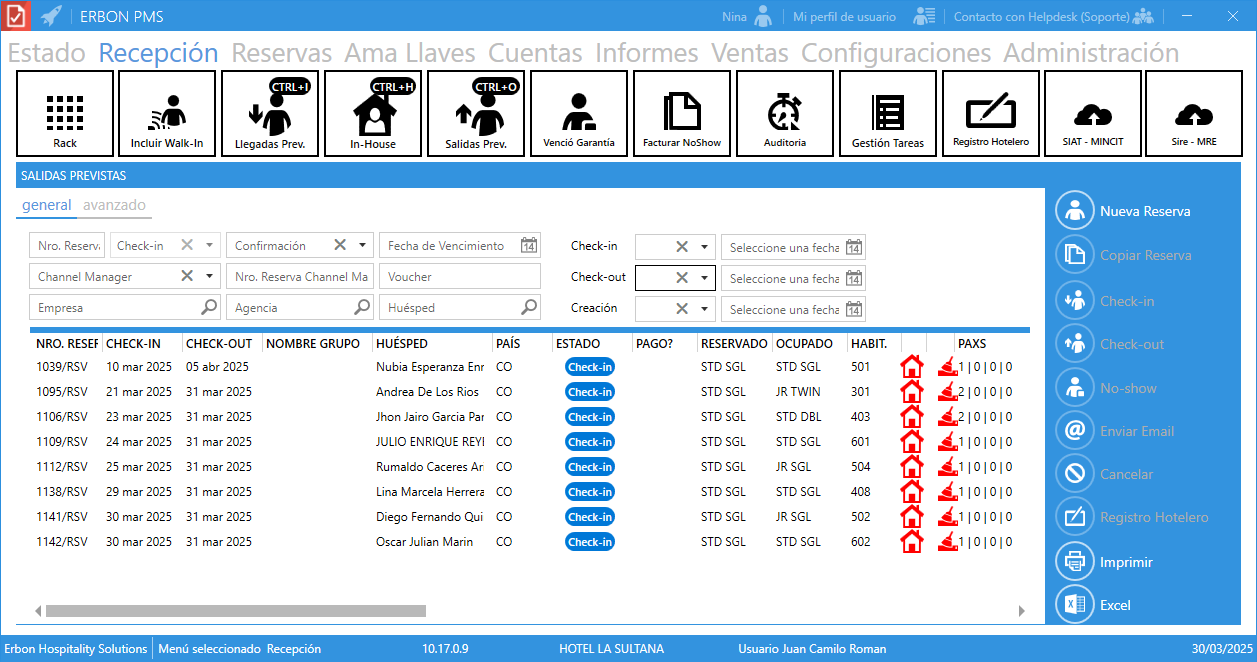 ERBON PMS Nina Mi perfil de usuario Contacto con Helpdesk (Soporte)
Estado Recepción Reservas Ama Llaves Cuentas Informes Ventas Configuraciones Administración
CTRL+I CTRL+H CTRL+O
Rack Incluir Walk-In Llegadas Prev. In-House Salidas Prev. Venció Garantía Facturar NoShow Auditoria Gestión Tareas Registro Hotelero SIAT - MINCIT Sire - MRE
SALIDAS PREVISTAS
general avanzado
Nro. Reserv Check-in Confirmación Fecha de Vencimiento 14 Check-in Seleccione una fecha 14
Channel Manager Nro. Reserva Channel Ma Voucher Check-out Seleccione una fecha 14
Empresa Agencia Huésped Creación Seleccione una fecha 14
NRO. RESEF CHECK-IN CHECK-OUT NOMBRE GRUPO HUÉSPED PAÍS ESTADO PAGO? RESERVADO OCUPADO HABIT. PAXS
1039/RSV 10 mar 2025 05 abr 2025 Nubia Esperanza Enr CO Check-in STD SGL STD SGL 501 1|0|0|0
1095/RSV 21 mar 2025 31 mar 2025 Andrea De Los Rios CO Check-in STD SGL JR TWIN 301 2|0|0|0
1106/RSV 23 mar 2025 31 mar 2025 Jhon Jairo Garcia Par CO Check-in STD SGL STD DBL 403 2|0|0|0
1109/RSV 24 mar 2025 31 mar 2025 JULIO ENRIQUE REYI CO Check-in STD SGL STD SGL 601 1|0|0|0
1112/RSV 25 mar 2025 31 mar 2025 Rumaldo Caceres Ar CO Check-in STD SGL JR SGL 504 1|0|0|0
1138/RSV 29 mar 2025 31 mar 2025 Lina Marcela Herrera CO Check-in STD SGL STD SGL 408 1|0|0|0
1141/RSV 30 mar 2025 31 mar 2025 Diego Fernando Qui CO Check-in STD SGL JR SGL 502 1|0|0|0
1142/RSV 30 mar 2025 31 mar 2025 Oscar Julian Marin CO Check-in STD SGL STD SGL 602 1|0|0|0
Nueva Reserva
Copiar Reserva
Check-in
Check-out
No-show
Enviar Email
Cancelar
Registro Hotelero
Imprimir
Excel
Erbon Hospitality Solutions Menú seleccionado Recepción 10.17.0.9 HOTEL LA SULTANA Usuario Juan Camilo Roman 30/03/2025